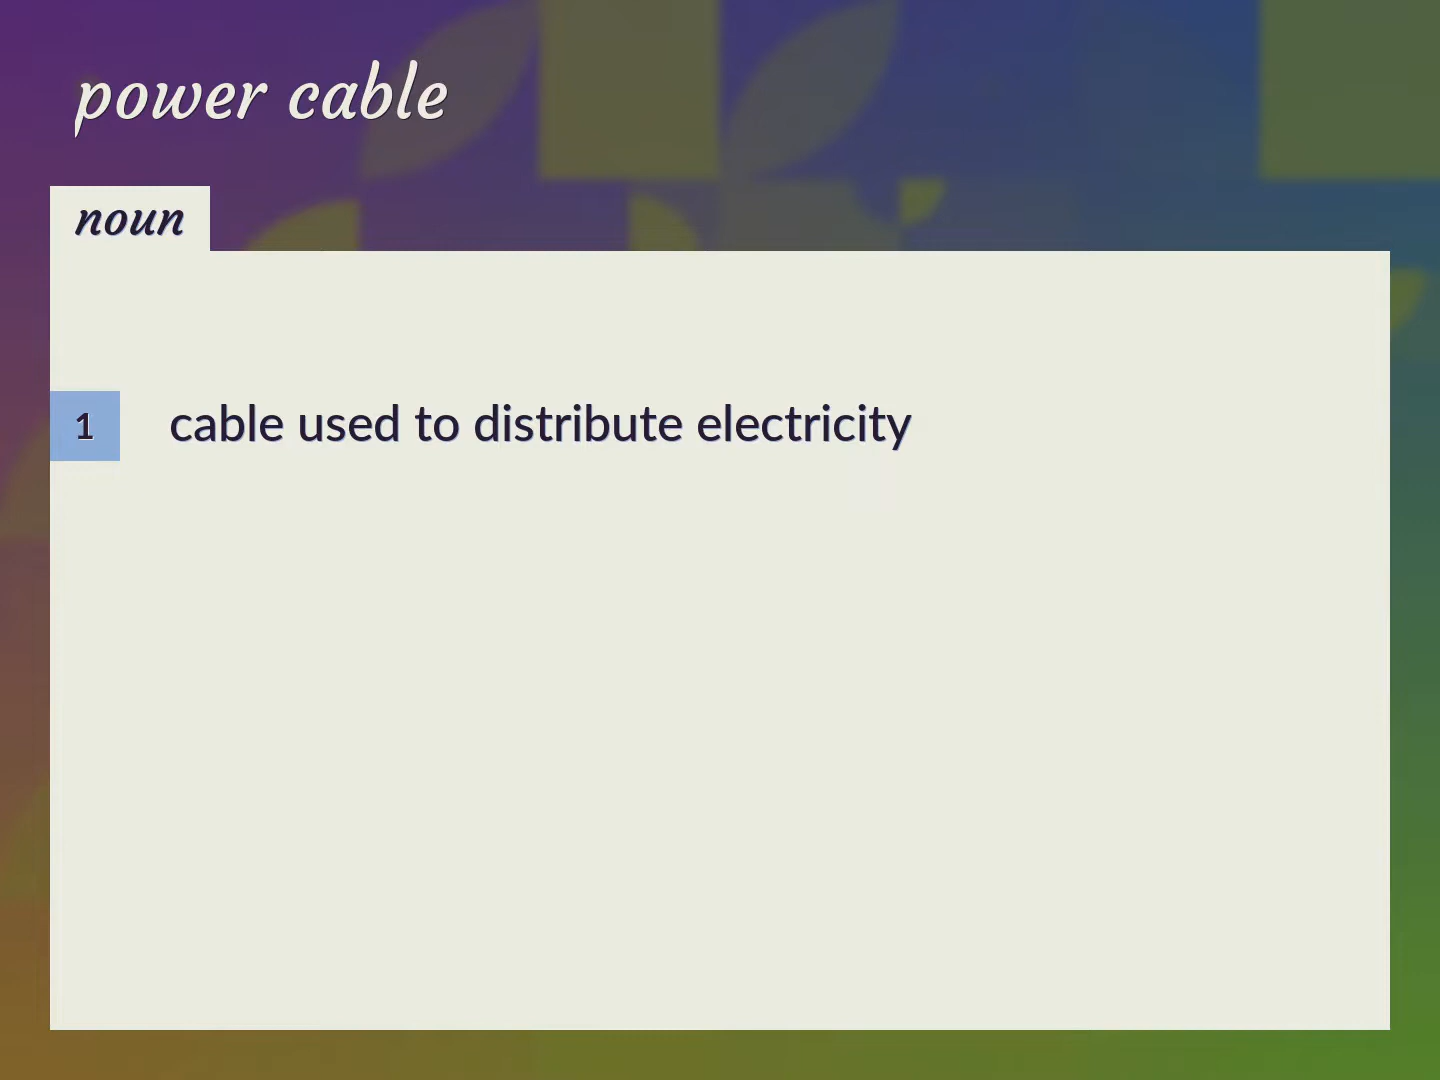 power cable
noun
1 cable used to distribute electricity